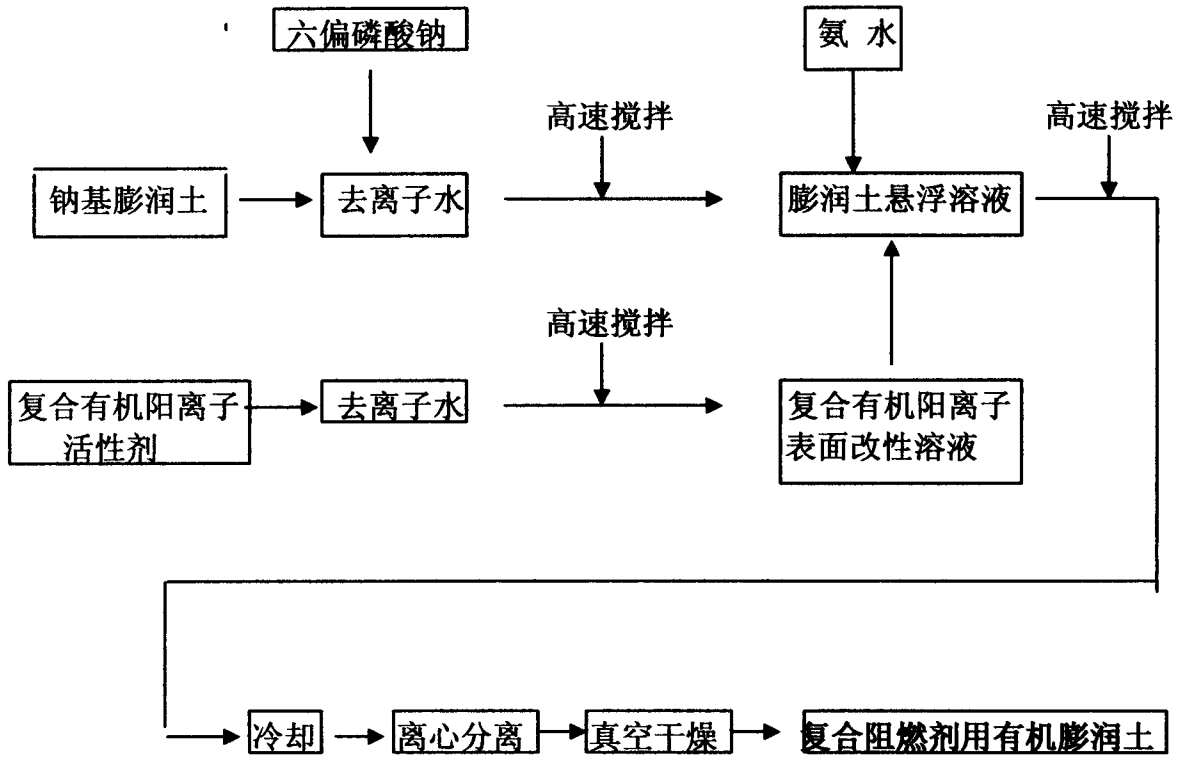 六偏磷酸钠
氨 水
高速搅拌
高速搅拌
钠基膨润土
去离子水
膨润土悬浮溶液
高速搅拌
复合有机阳离子
活性剂
去离子水
复合有机阳离子
表面改性溶液
冷却
离心分离
真空干燥
复合阻燃剂用有机膨润土